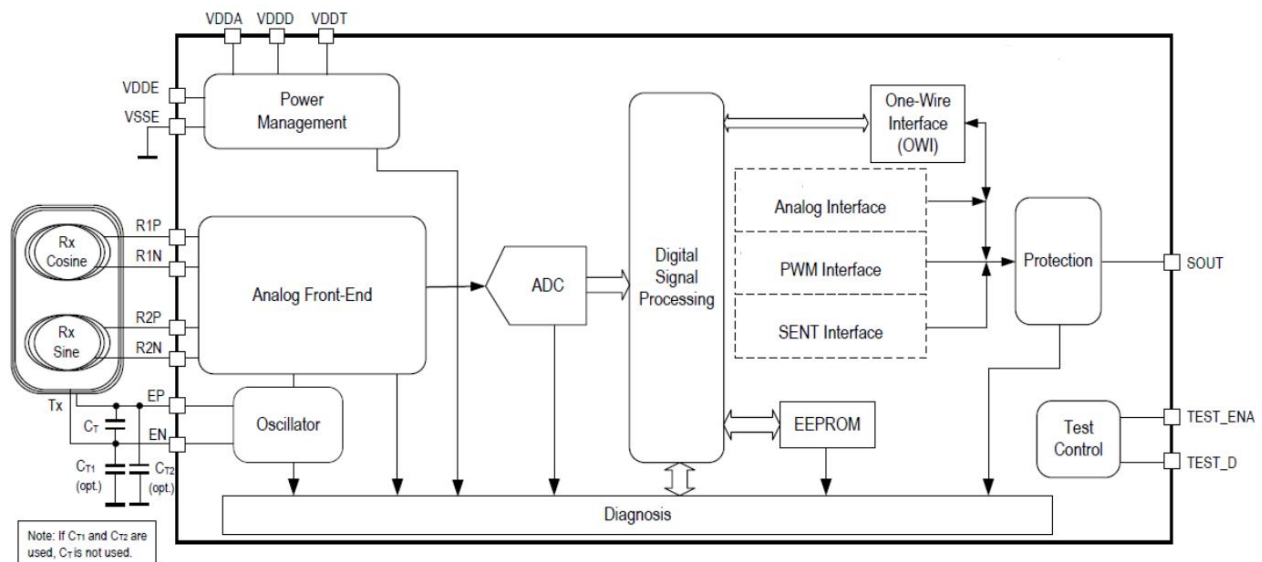 VDDA VDDD VDDT
VDDE
VSSE
Power
Management
One-Wire
Interface
(OWI)
R1P
R1N
R2P
R2N
Rx
Cosine
Rx
Sine
Tx
Analog Front-End
ADC
Digital
Signal
Processing
Analog Interface
PWM Interface
SENT Interface
Protection
SOUT
EP
EN
CT
CT1
(opt.)
CT2
(opt.)
Oscillator
EEPROM
Test
Control
TEST_ENA
TEST_D
Diagnosis
Note: If CT1 and CT2 are
used, CT is not used.